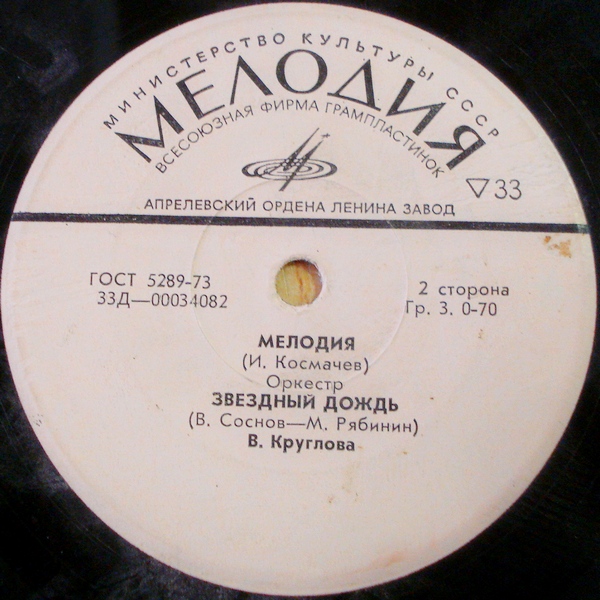 МИНИСТЕРСТВО КУЛЬТУРЫ СССР
МЕЛОДИЯ
ВСЕСОЮЗНАЯ ФИРМА ГРАМПЛАСТИНОК
▽33
АПРЕЛЕВСКИЙ ОРДЕНА ЛЕНИНА ЗАВОД
ГОСТ 5289-73
33Д—00034082
2 сторона
Гр. 3. 0-70
МЕЛОДИЯ
(И. Космачев)
Оркестр
ЗВЕЗДНЫЙ ДОЖДЬ
(В. Соснов—М. Рябинин)
В. Круглова